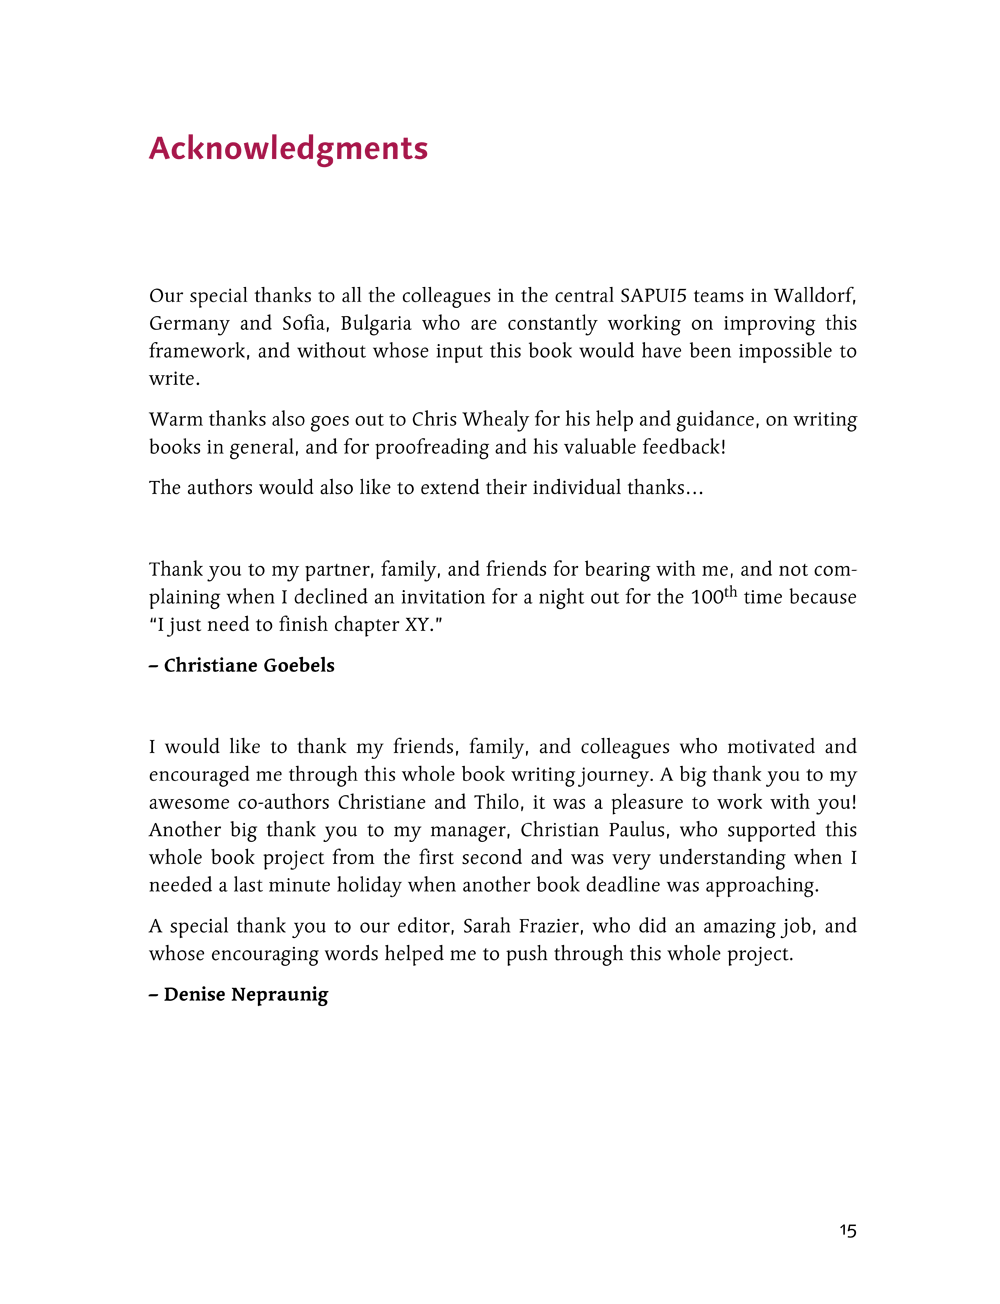 Acknowledgments
Our special thanks to all the colleagues in the central SAPUI5 teams in Walldorf,
Germany and Sofia, Bulgaria who are constantly working on improving this
framework, and without whose input this book would have been impossible to
write.
Warm thanks also goes out to Chris Whealy for his help and guidance, on writing
books in general, and for proofreading and his valuable feedback!
The authors would also like to extend their individual thanks…
Thank you to my partner, family, and friends for bearing with me, and not com-
plaining when I declined an invitation for a night out for the 100th time because
“I just need to finish chapter XY.”
– Christiane Goebels
I would like to thank my friends, family, and colleagues who motivated and
encouraged me through this whole book writing journey. A big thank you to my
awesome co-authors Christiane and Thilo, it was a pleasure to work with you!
Another big thank you to my manager, Christian Paulus, who supported this
whole book project from the first second and was very understanding when I
needed a last minute holiday when another book deadline was approaching.
A special thank you to our editor, Sarah Frazier, who did an amazing job, and
whose encouraging words helped me to push through this whole project.
– Denise Nepraunig
15